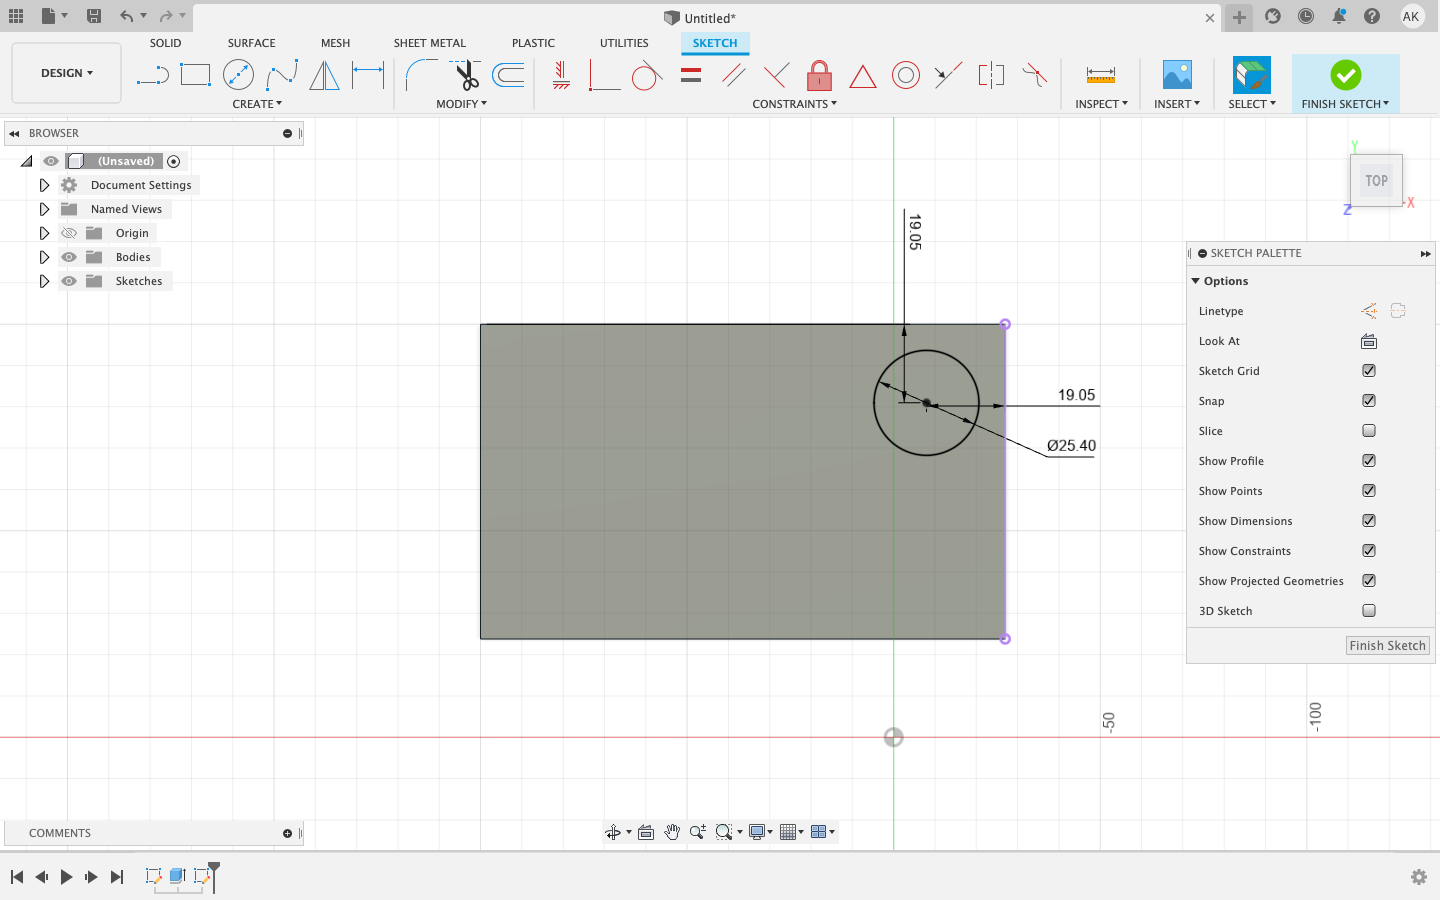 Untitled*
AK
DESIGN
SOLID
SURFACE
MESH
SHEET METAL
PLASTIC
UTILITIES
SKETCH
CREATE
MODIFY
CONSTRAINTS
INSPECT
INSERT
SELECT
FINISH SKETCH
BROWSER
(Unsaved)
Document Settings
Named Views
Origin
Bodies
Sketches
Y
TOP
Z
-X
19.05
19.05
Ø25.40
-50
-100
SKETCH PALETTE
Options
Linetype
Look At
Sketch Grid
Snap
Slice
Show Profile
Show Points
Show Dimensions
Show Constraints
Show Projected Geometries
3D Sketch
Finish Sketch
COMMENTS